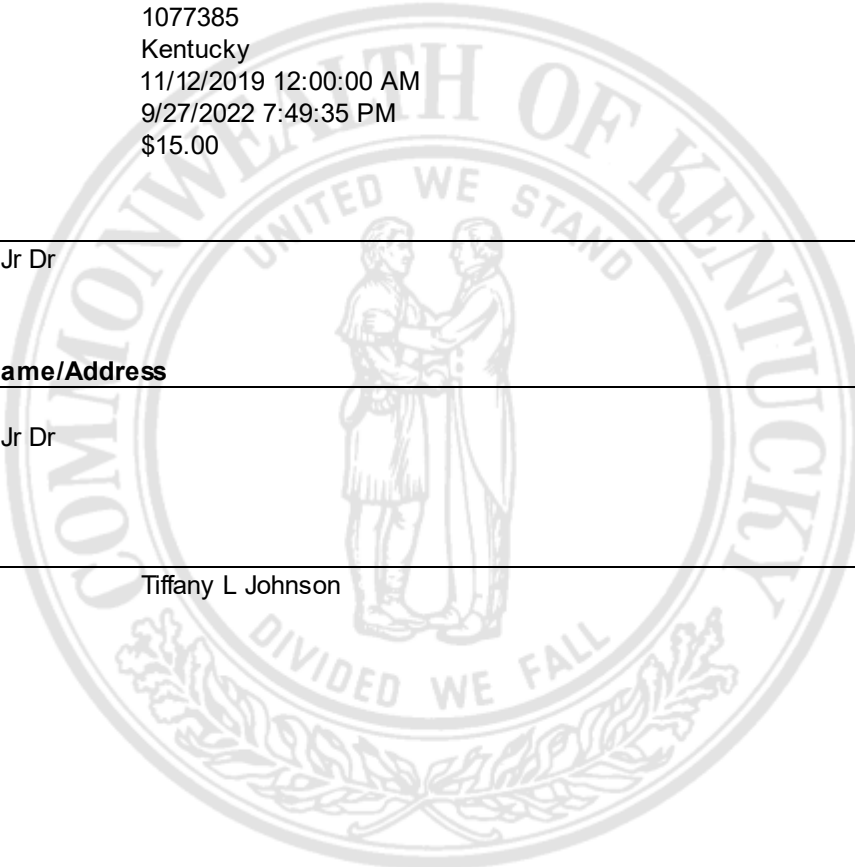 1077385
Kentucky
11/12/2019 12:00:00 AM
9/27/2022 7:49:35 PM
$15.00
Jr Dr
ame/Address
Jr Dr
Tiffany L Johnson
COMMONWEALTH OF KENTUCKY
UNITED WE STAND
DIVIDED WE FALL